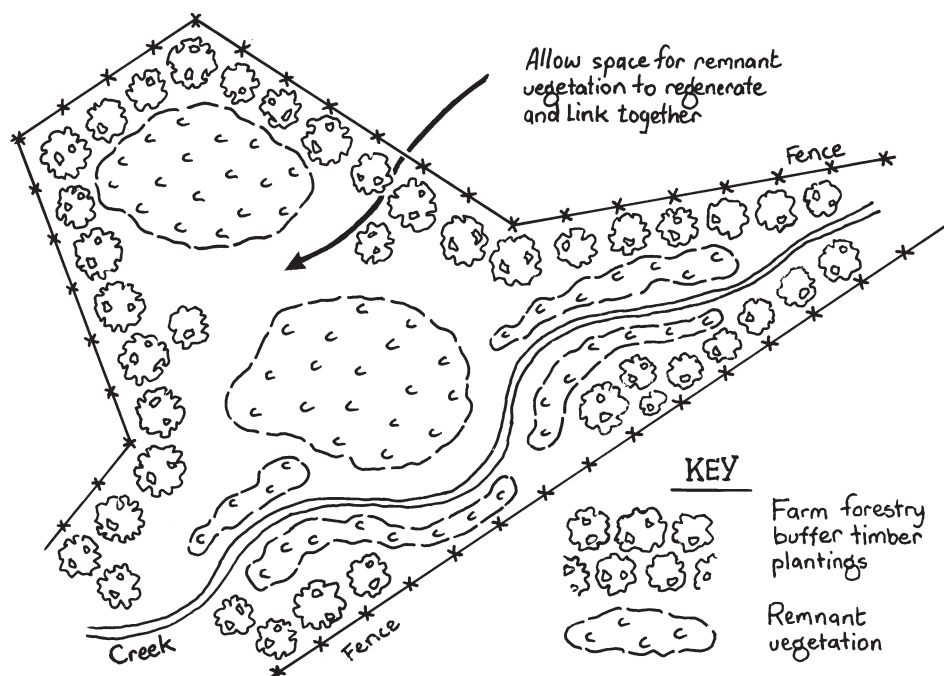 Allow space for remnant
vegetation to regenerate
and link together
Fence
KEY
Farm forestry
buffer timber
plantings
Remnant
vegetation
Fence
Creek